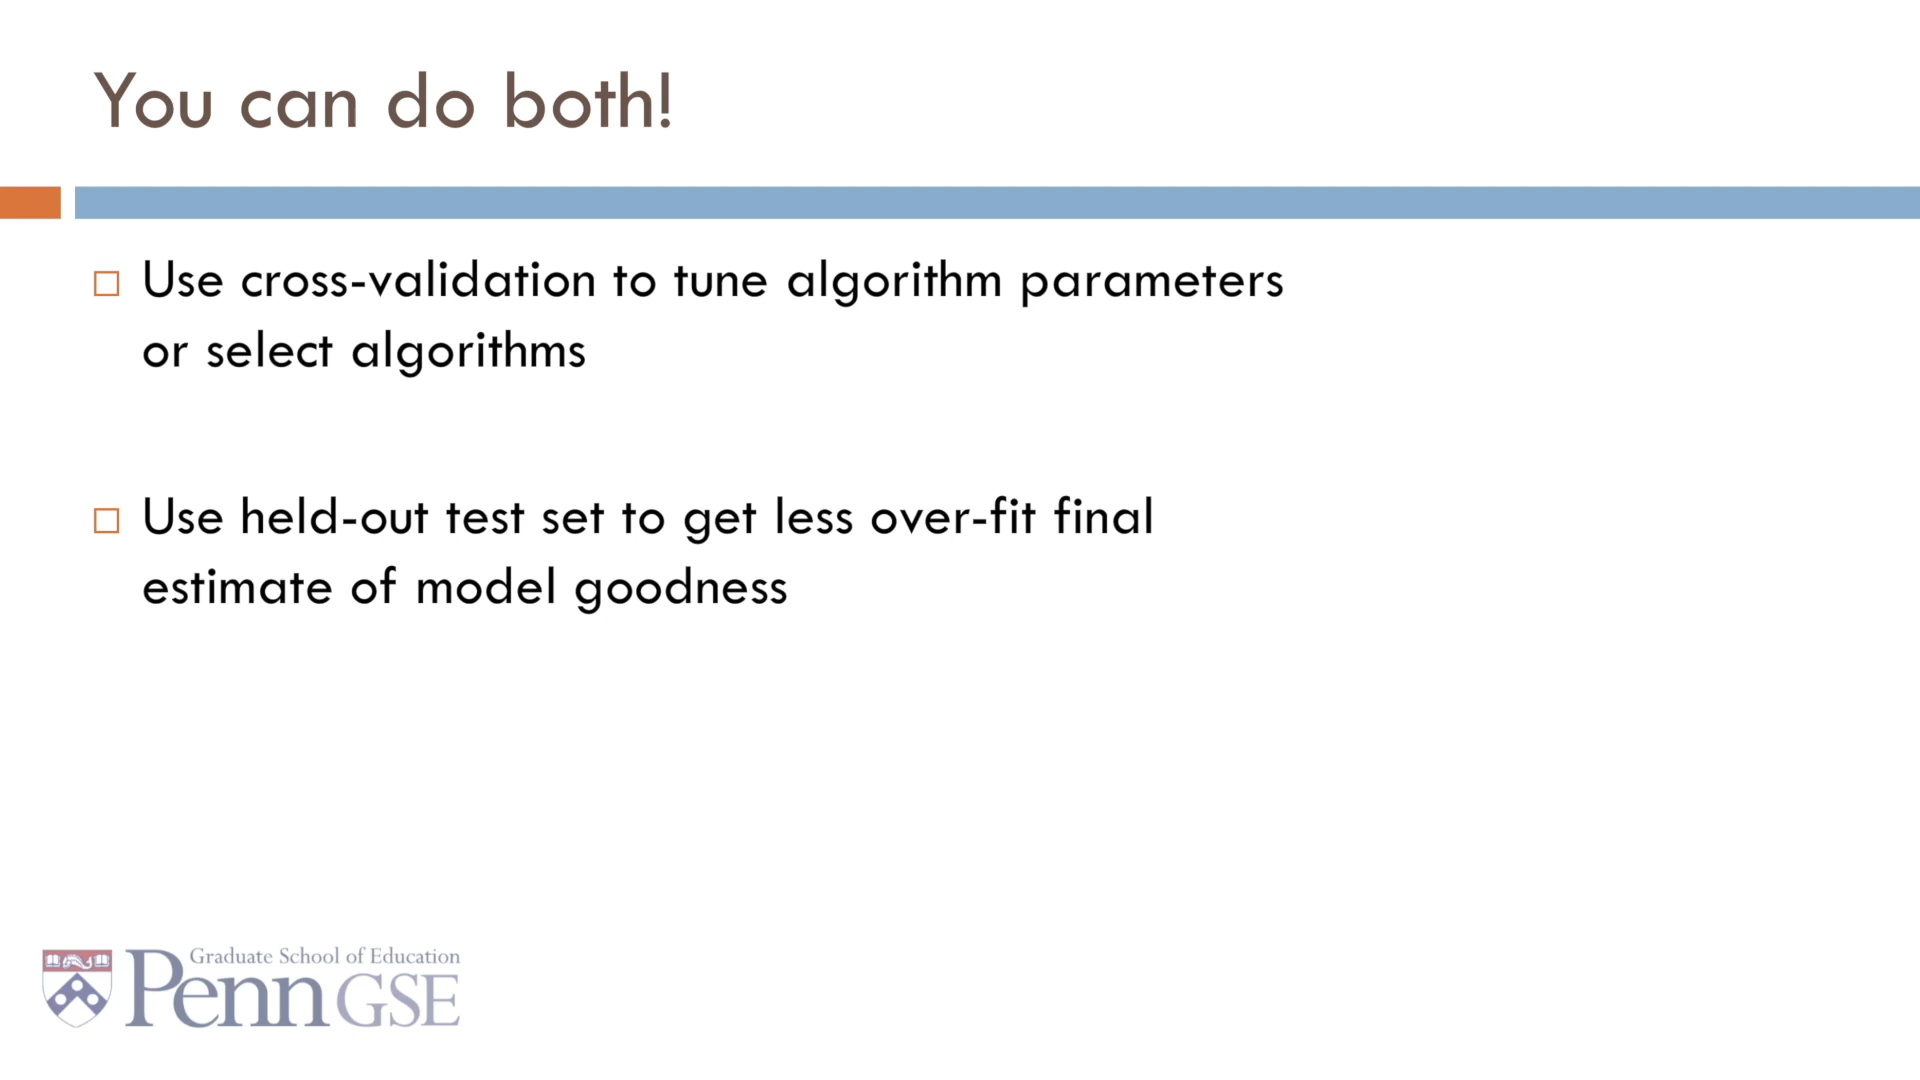 You can do both!
Use cross-validation to tune algorithm parameters
or select algorithms
Use held-out test set to get less over-fit final
estimate of model goodness
Graduate School of Education
Penn GSE